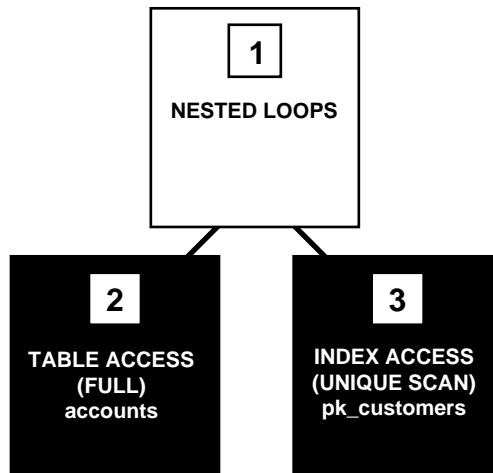 1
NESTED LOOPS
2
TABLE ACCESS
(FULL)
accounts
3
INDEX ACCESS
(UNIQUE SCAN)
pk_customers